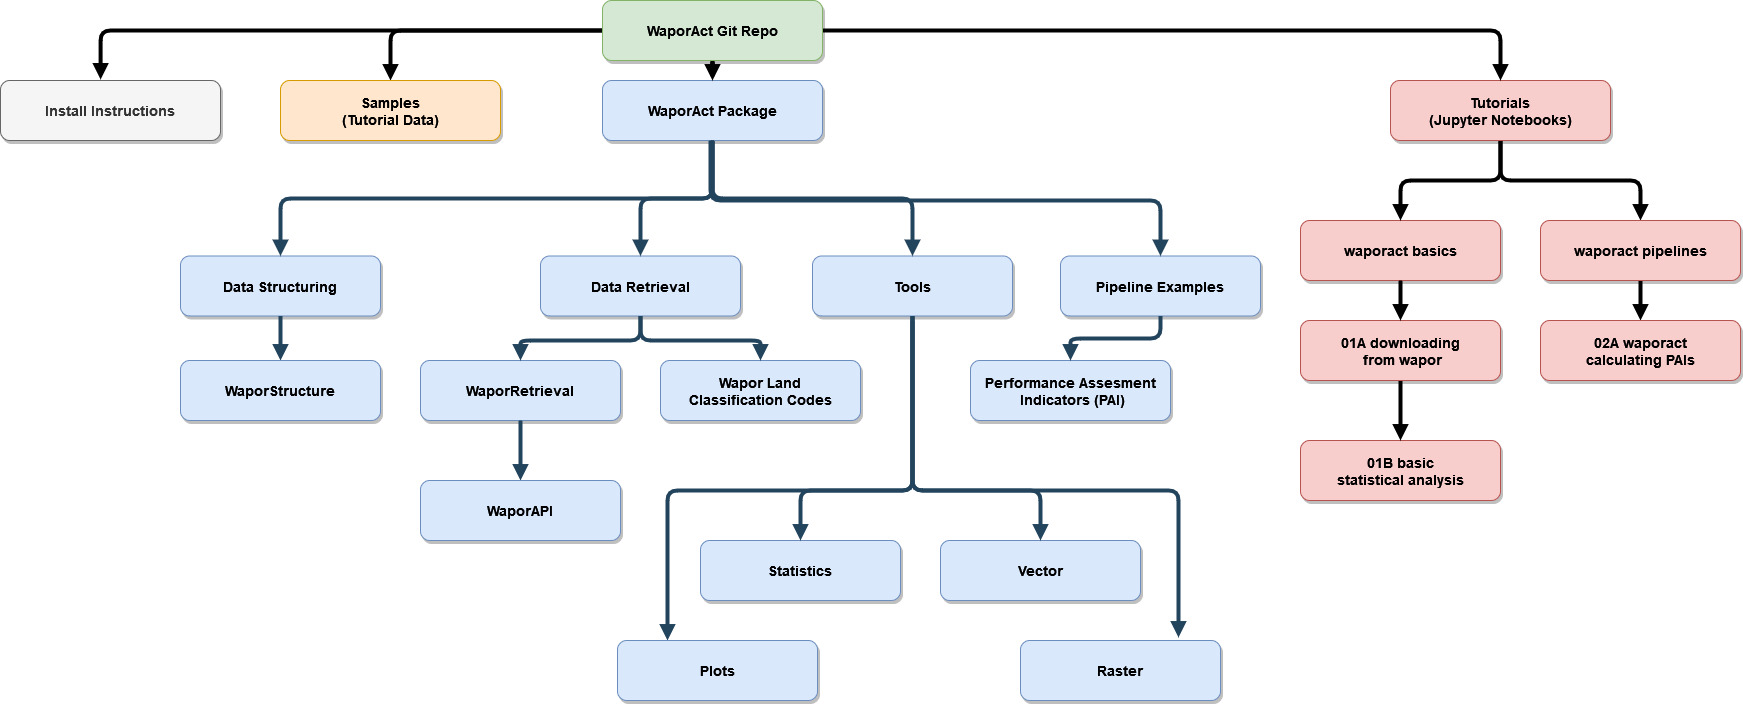 WaporAct Git Repo
Install Instructions
Samples
(Tutorial Data)
WaporAct Package
Tutorials
(Jupyter Notebooks)
waporact basics
waporact pipelines
Data Structuring
Data Retrieval
Tools
Pipeline Examples
01A downloading
from wapor
02A waporact
calculating PAIs
WaporStructure
WaporRetrieval
Wapor Land
Classification Codes
Performance Assesment
Indicators (PAI)
01B basic
statistical analysis
WaporAPI
Statistics
Vector
Plots
Raster